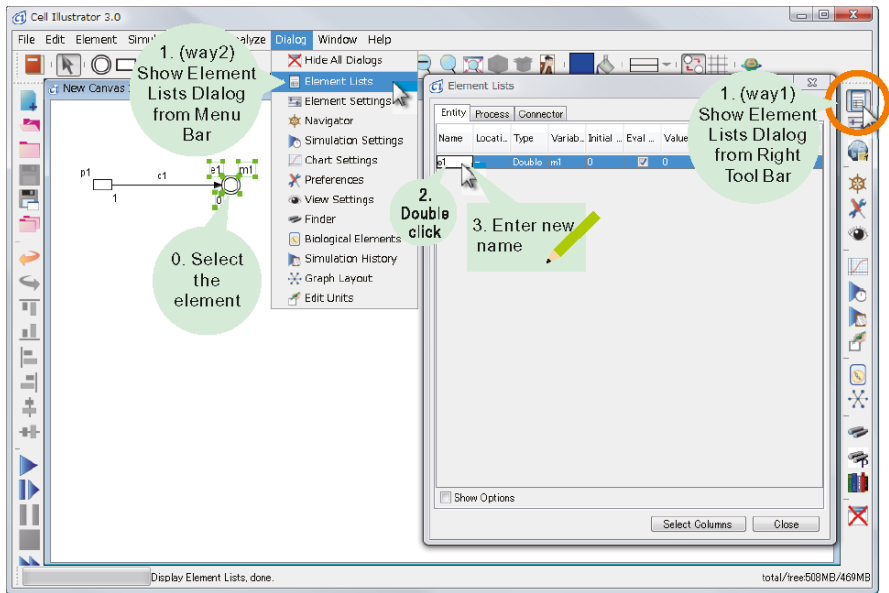 Cell Illustrator 3.0
File Edit Element Simu alyze Dialog Window Help
1. (way2)
Show Element
Lists DIalog
from Menu
Bar
New Canvas
Hide All Dialogs
Element Lists
Element Settings
Navigator
Simulation Settings
Chart Settings
Preferences
View Settings
Finder
Biological Elements
Simulation History
Graph Layout
Edit Units
p1
c1
1
e1
m1
0
0. Select
the
element
Element Lists
Entity Process Connector
Name Locati... Type Variab... Initial ... Eval ... Value
e1 Double m1 0 0
1. (way1)
Show Element
Lists DIalog
from Right
Tool Bar
2.
Double
click
3. Enter new
name
Show Options
Select Columns Close
Display Element Lists, done.
total/free:508MB/469MB